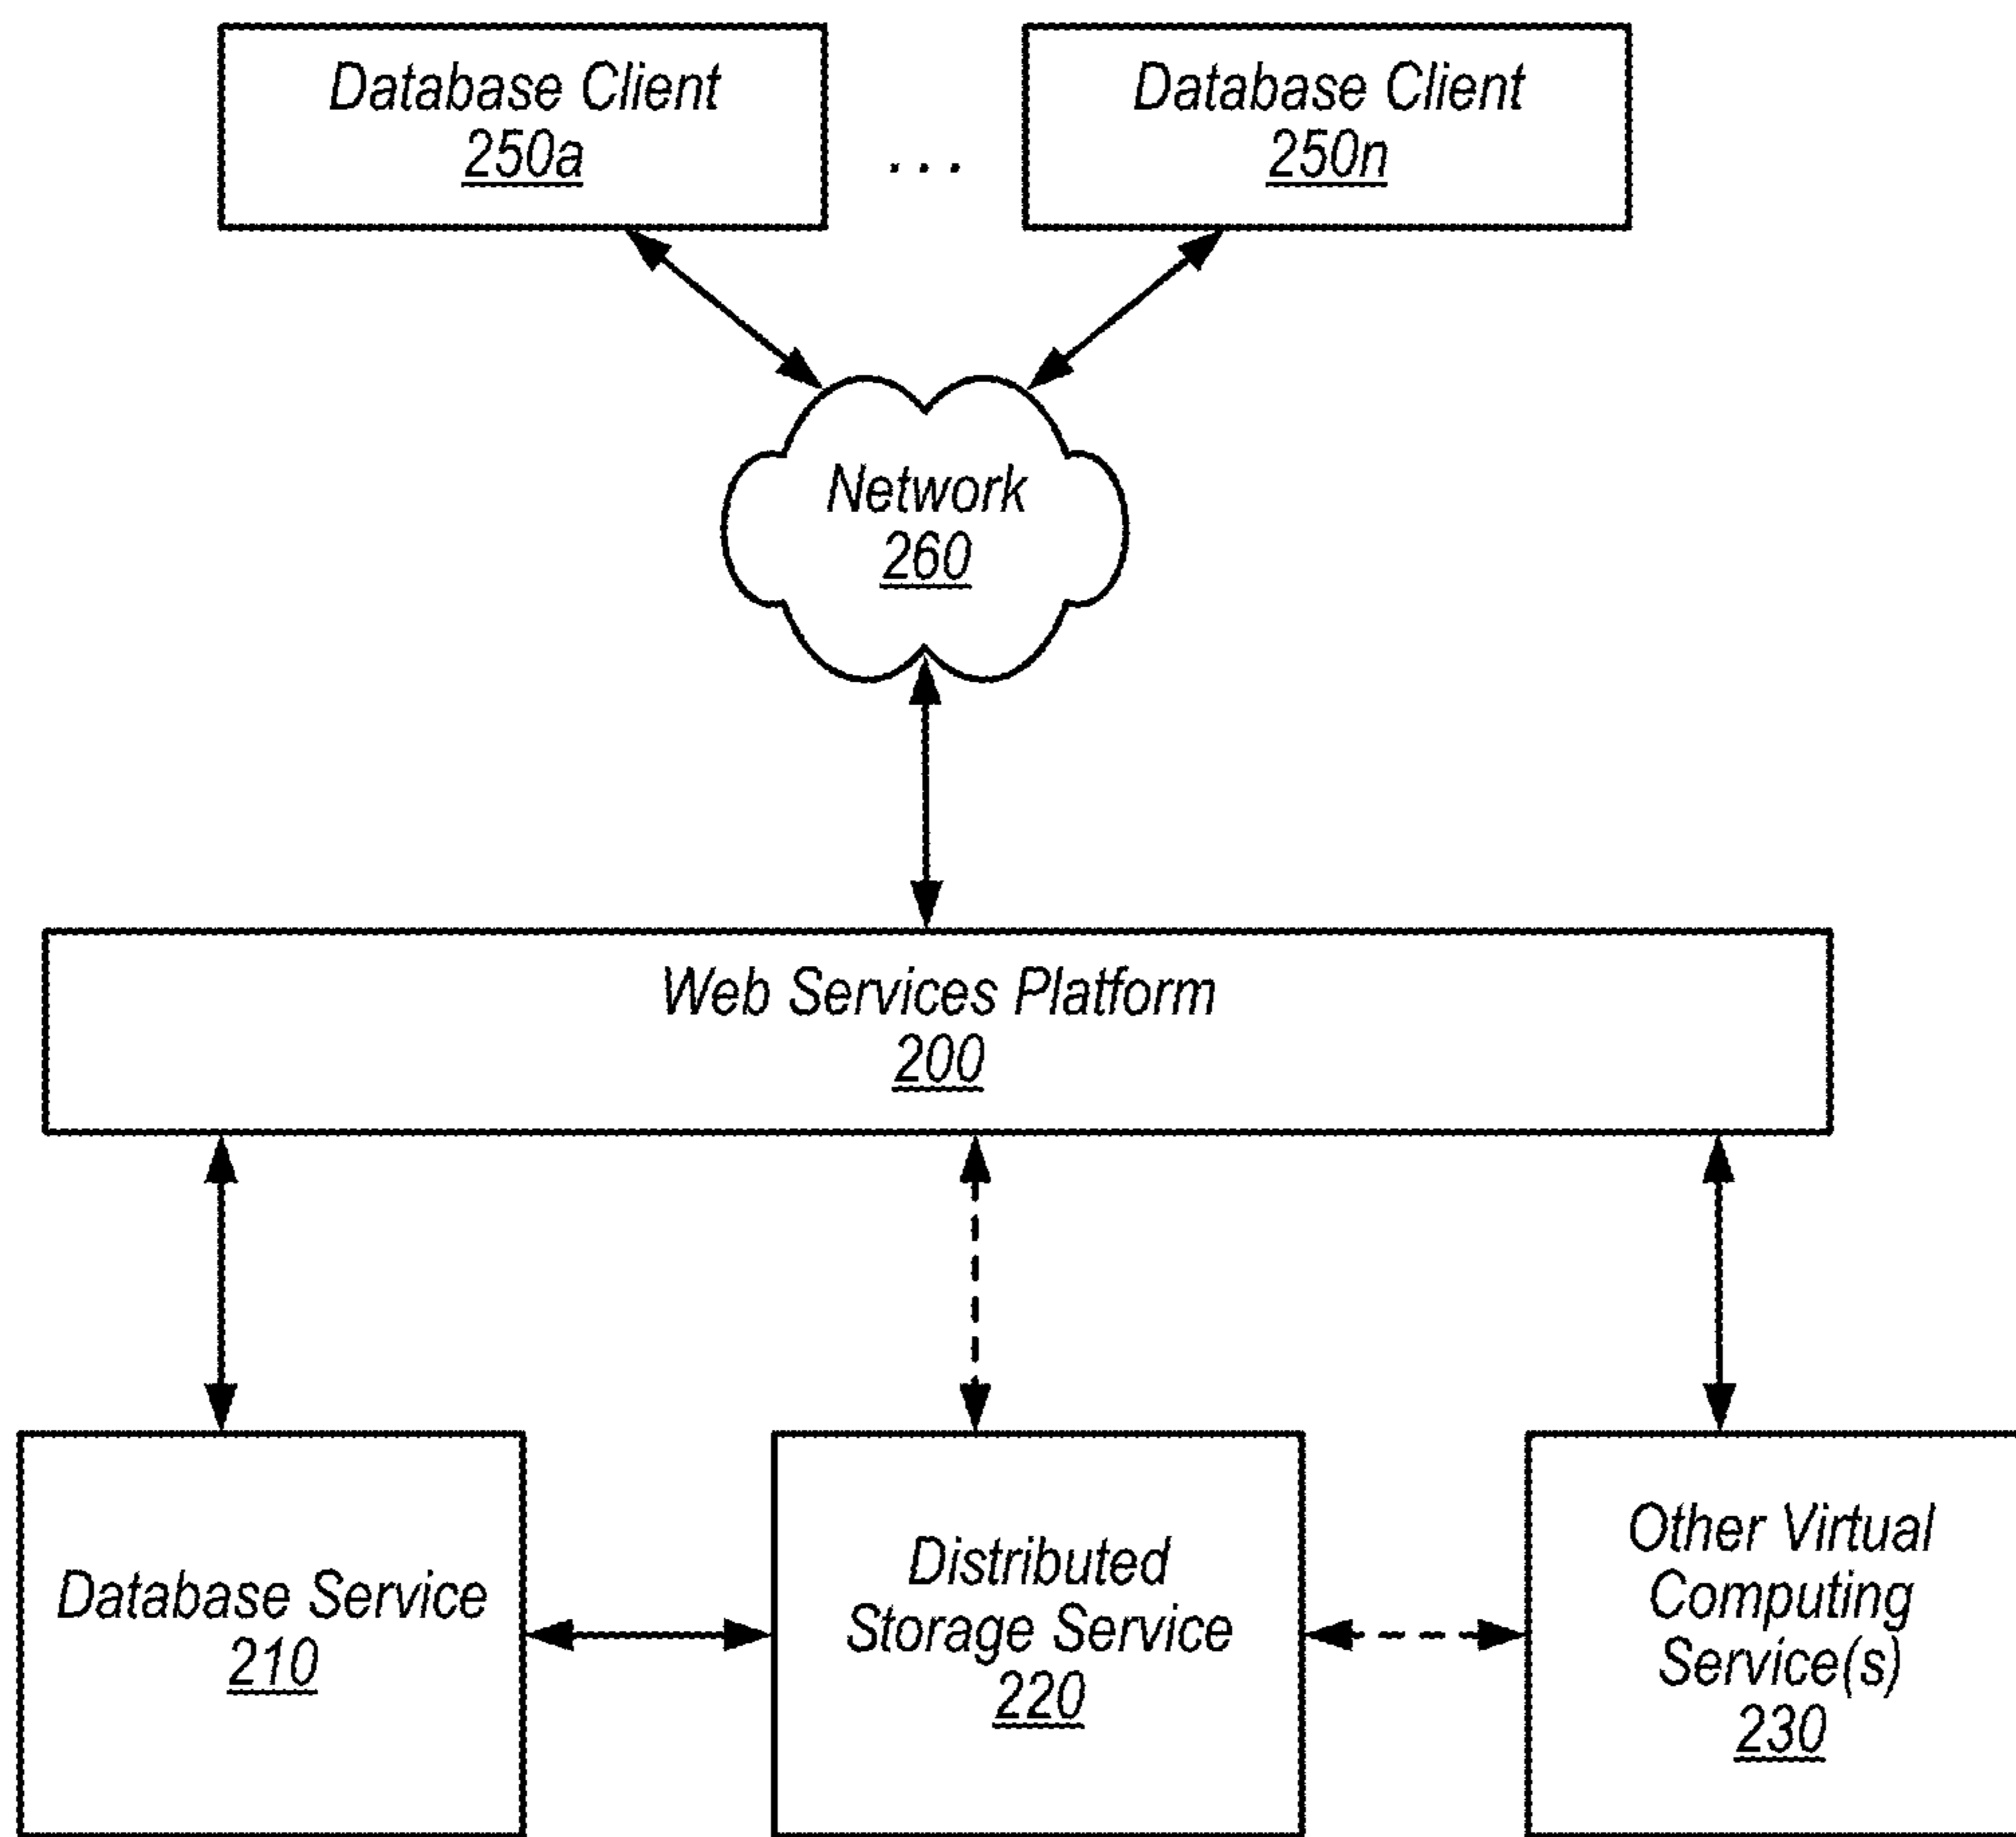 Database Client
250a
...
Database Client
250n
Network
260
Web Services Platform
200
Database Service
210
Distributed
Storage Service
220
Other Virtual
Computing
Service(s)
230